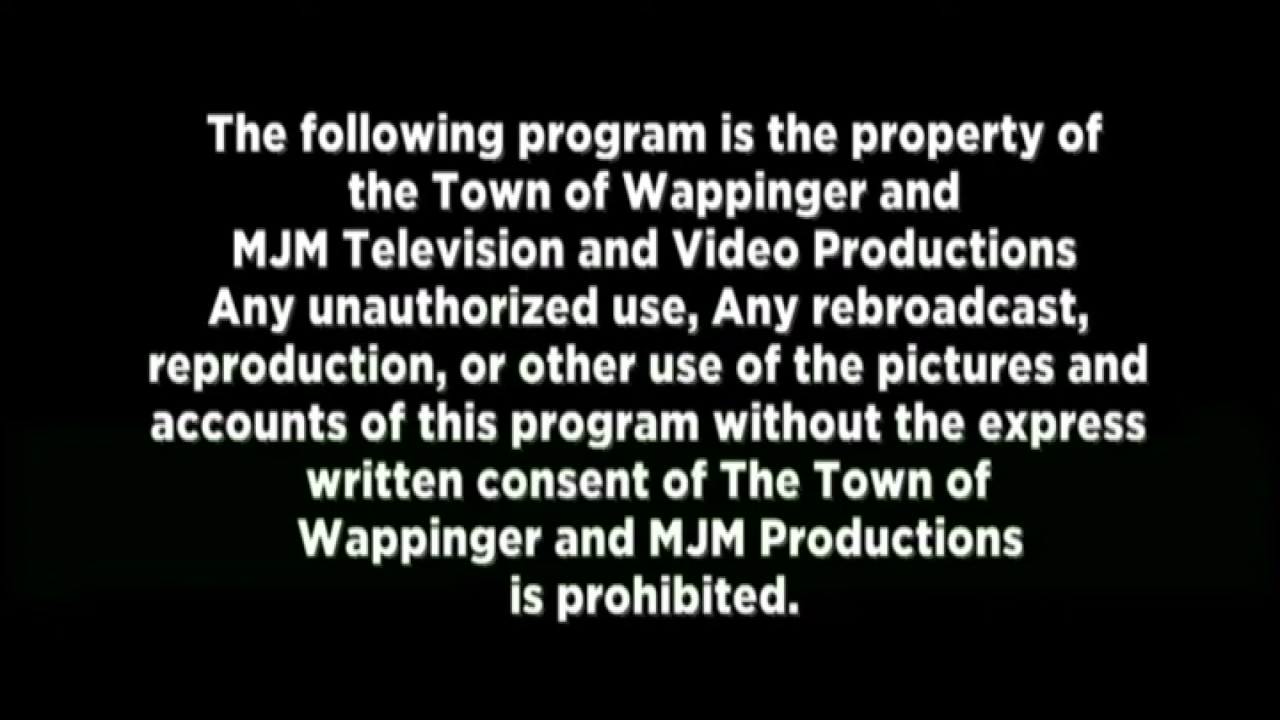 The following program is the property of
the Town of Wappinger and
MJM Television and Video Productions
Any unauthorized use, Any rebroadcast,
reproduction, or other use of the pictures and
accounts of this program without the express
written consent of The Town of
Wappinger and MJM Productions
is prohibited.